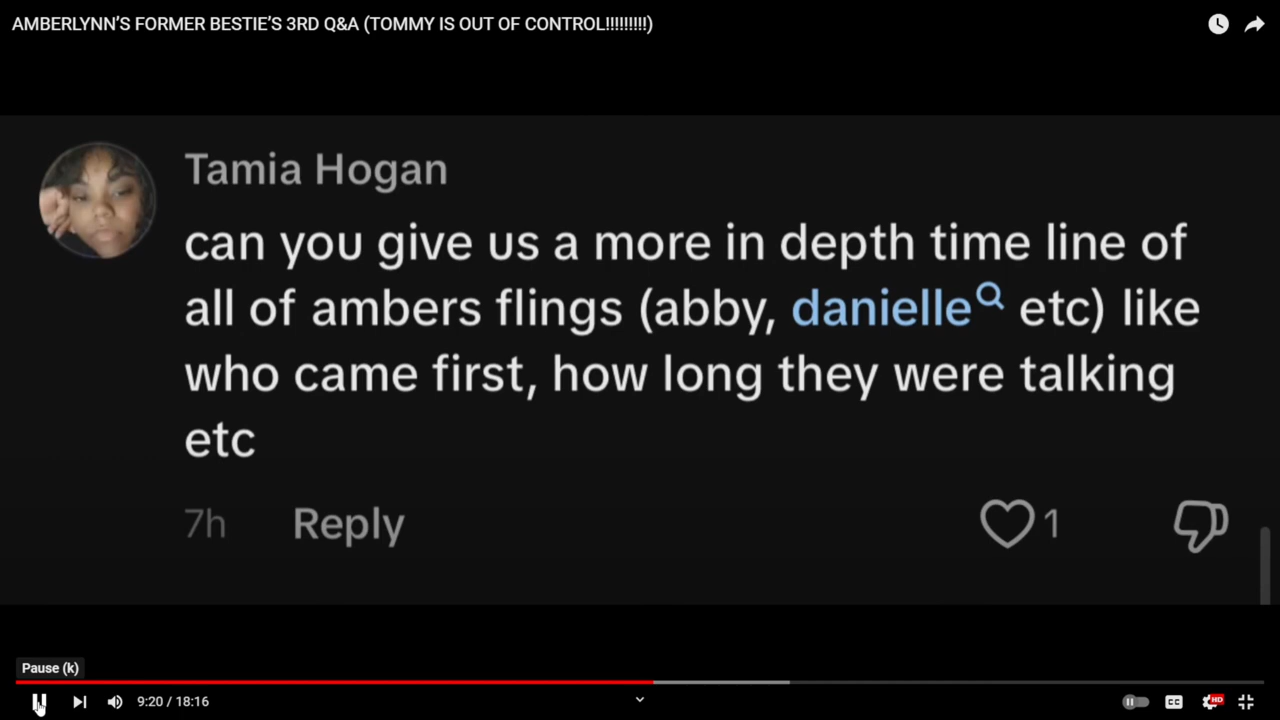 AMBERLYNN’S FORMER BESTIE’S 3RD Q&A (TOMMY IS OUT OF CONTROL!!!!!!!!!)
Tamia Hogan
can you give us a more in depth time line of
all of ambers flings (abby, danielle etc) like
who came first, how long they were talking
etc
7h Reply 1
Pause (k)
9:20 / 18:16
CC HD